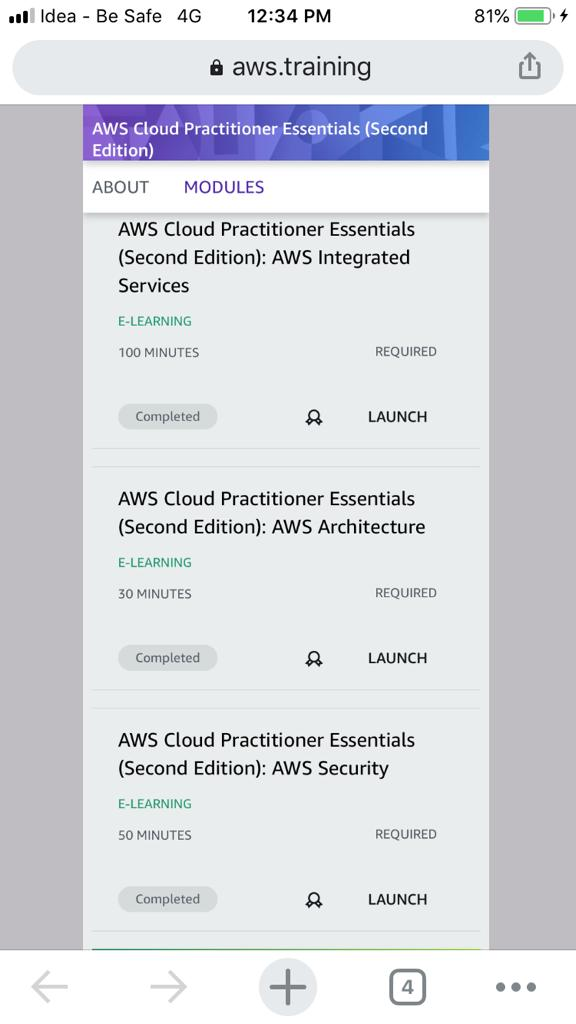 Idea - Be Safe 4G 12:34 PM 81%
aws.training
AWS Cloud Practitioner Essentials (Second
Edition)
ABOUT MODULES
AWS Cloud Practitioner Essentials
(Second Edition): AWS Integrated
Services
E-LEARNING
100 MINUTES REQUIRED
Completed LAUNCH
AWS Cloud Practitioner Essentials
(Second Edition): AWS Architecture
E-LEARNING
30 MINUTES REQUIRED
Completed LAUNCH
AWS Cloud Practitioner Essentials
(Second Edition): AWS Security
E-LEARNING
50 MINUTES REQUIRED
Completed LAUNCH
4